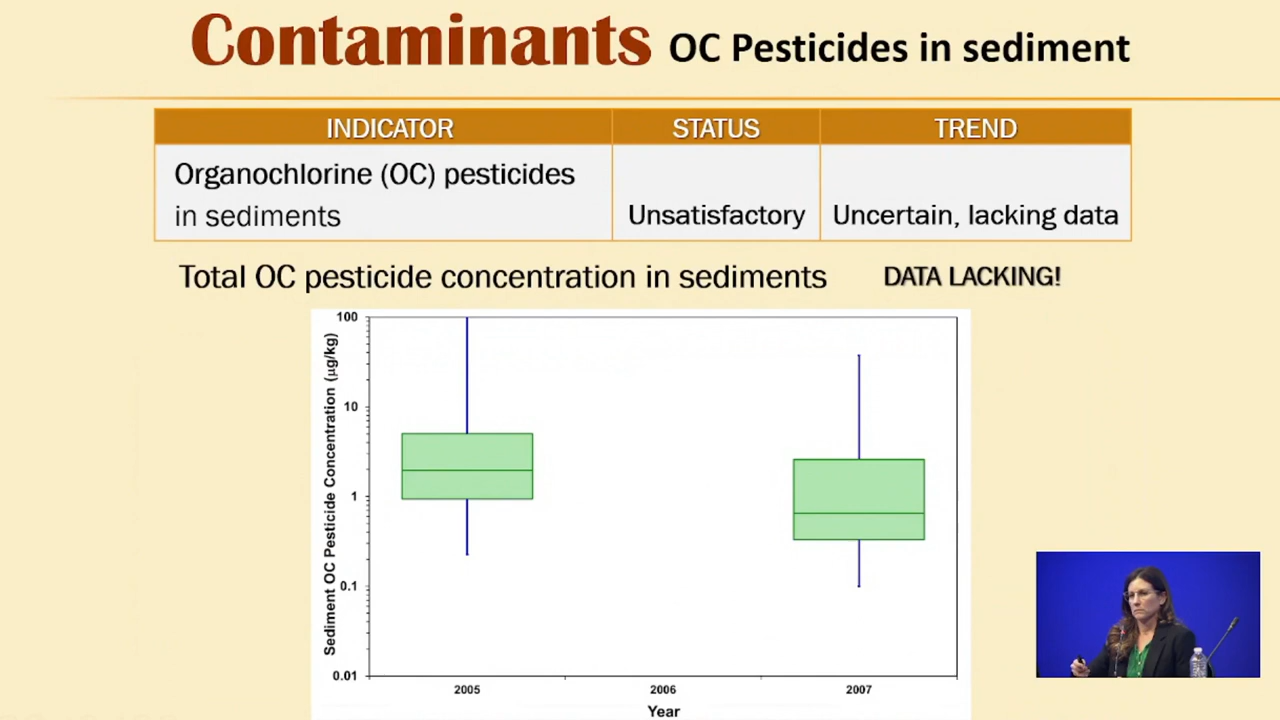 Contaminants OC Pesticides in sediment
INDICATOR STATUS TREND
Organochlorine (OC) pesticides
in sediments Unsatisfactory Uncertain, lacking data
Total OC pesticide concentration in sediments DATA LACKING!
Sediment OC Pesticide Concentration (µg/kg)
100
10
1
0.1
0.01
2005 2006 2007
Year